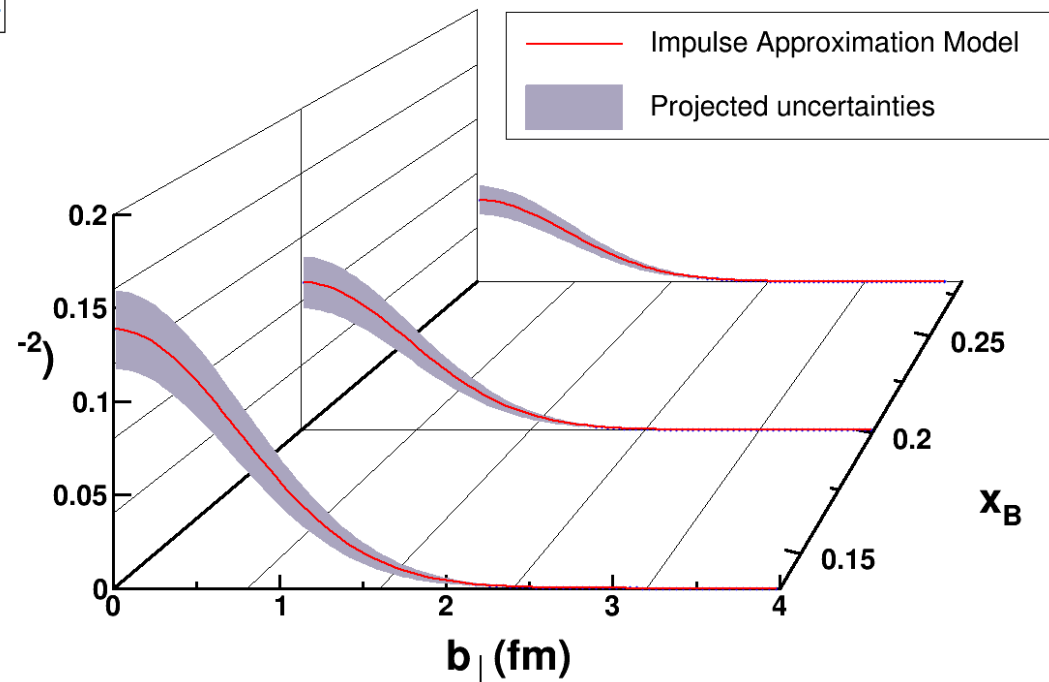 Impulse Approximation Model
Projected uncertainties
0.2
0.15
-2)
0.1
0.05
0
0 1 2 3 4
b⊥ (fm)
0.25
0.2
0.15
xB